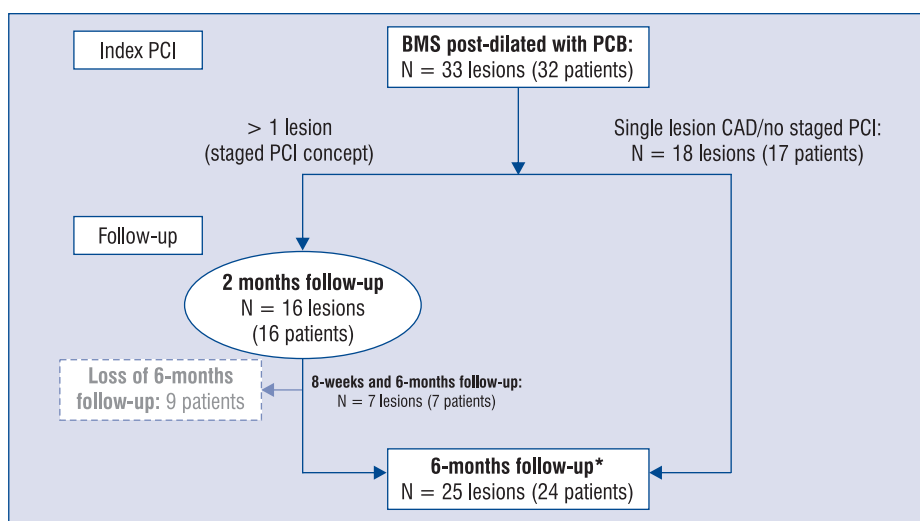 Index PCI
BMS post-dilated with PCB:
N = 33 lesions (32 patients)
> 1 lesion
(staged PCI concept)
Single lesion CAD/no staged PCI:
N = 18 lesions (17 patients)
Follow-up
2 months follow-up
N = 16 lesions
(16 patients)
Loss of 6-months
follow-up: 9 patients
8-weeks and 6-months follow-up:
N = 7 lesions (7 patients)
6-months follow-up*
N = 25 lesions (24 patients)